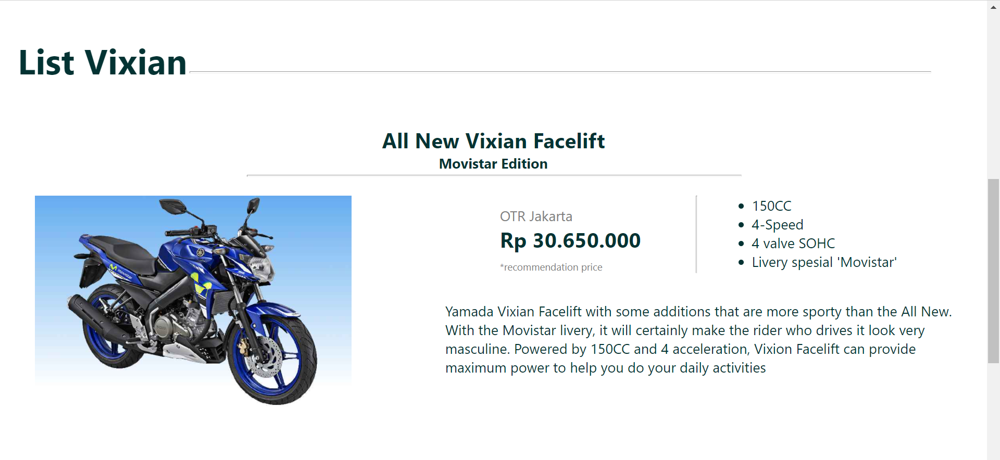 List Vixian
All New Vixian Facelift
Movistar Edition
movistar
OTR Jakarta
Rp 30.650.000
*recommendation price
150CC
4-Speed
4 valve SOHC
Livery spesial 'Movistar'
Yamada Vixian Facelift with some additions that are more sporty than the All New.
With the Movistar livery, it will certainly make the rider who drives it look very
masculine. Powered by 150CC and 4 acceleration, Vixion Facelift can provide
maximum power to help you do your daily activities